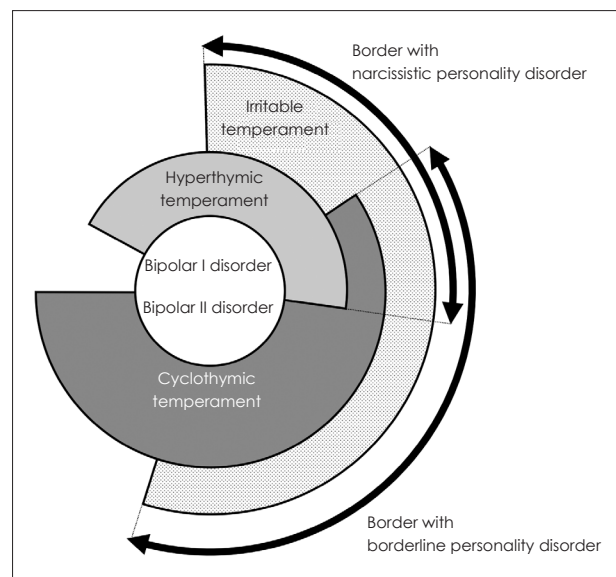 Border with
narcissistic personality disorder
Irritable
temperament
Hyperthymic
temperament
Bipolar I disorder
Bipolar II disorder
Cyclothymic
temperament
Border with
borderline personality disorder